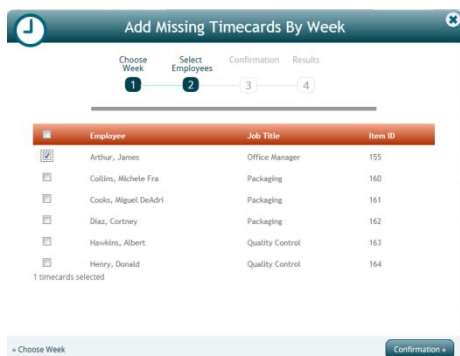 Add Missing Timecards By Week
Choose Week Select Employees Confirmation Results
1 2 3 4
Employee Job Title Item ID
Arthur, James Office Manager 155
Collins, Michele Fra Packaging 160
Cooks, Miguel DeAdri Packaging 161
Diaz, Cortney Packaging 162
Hawkins, Albert Quality Control 163
Henry, Donald Quality Control 164
1 timecards selected
« Choose Week Confirmation »